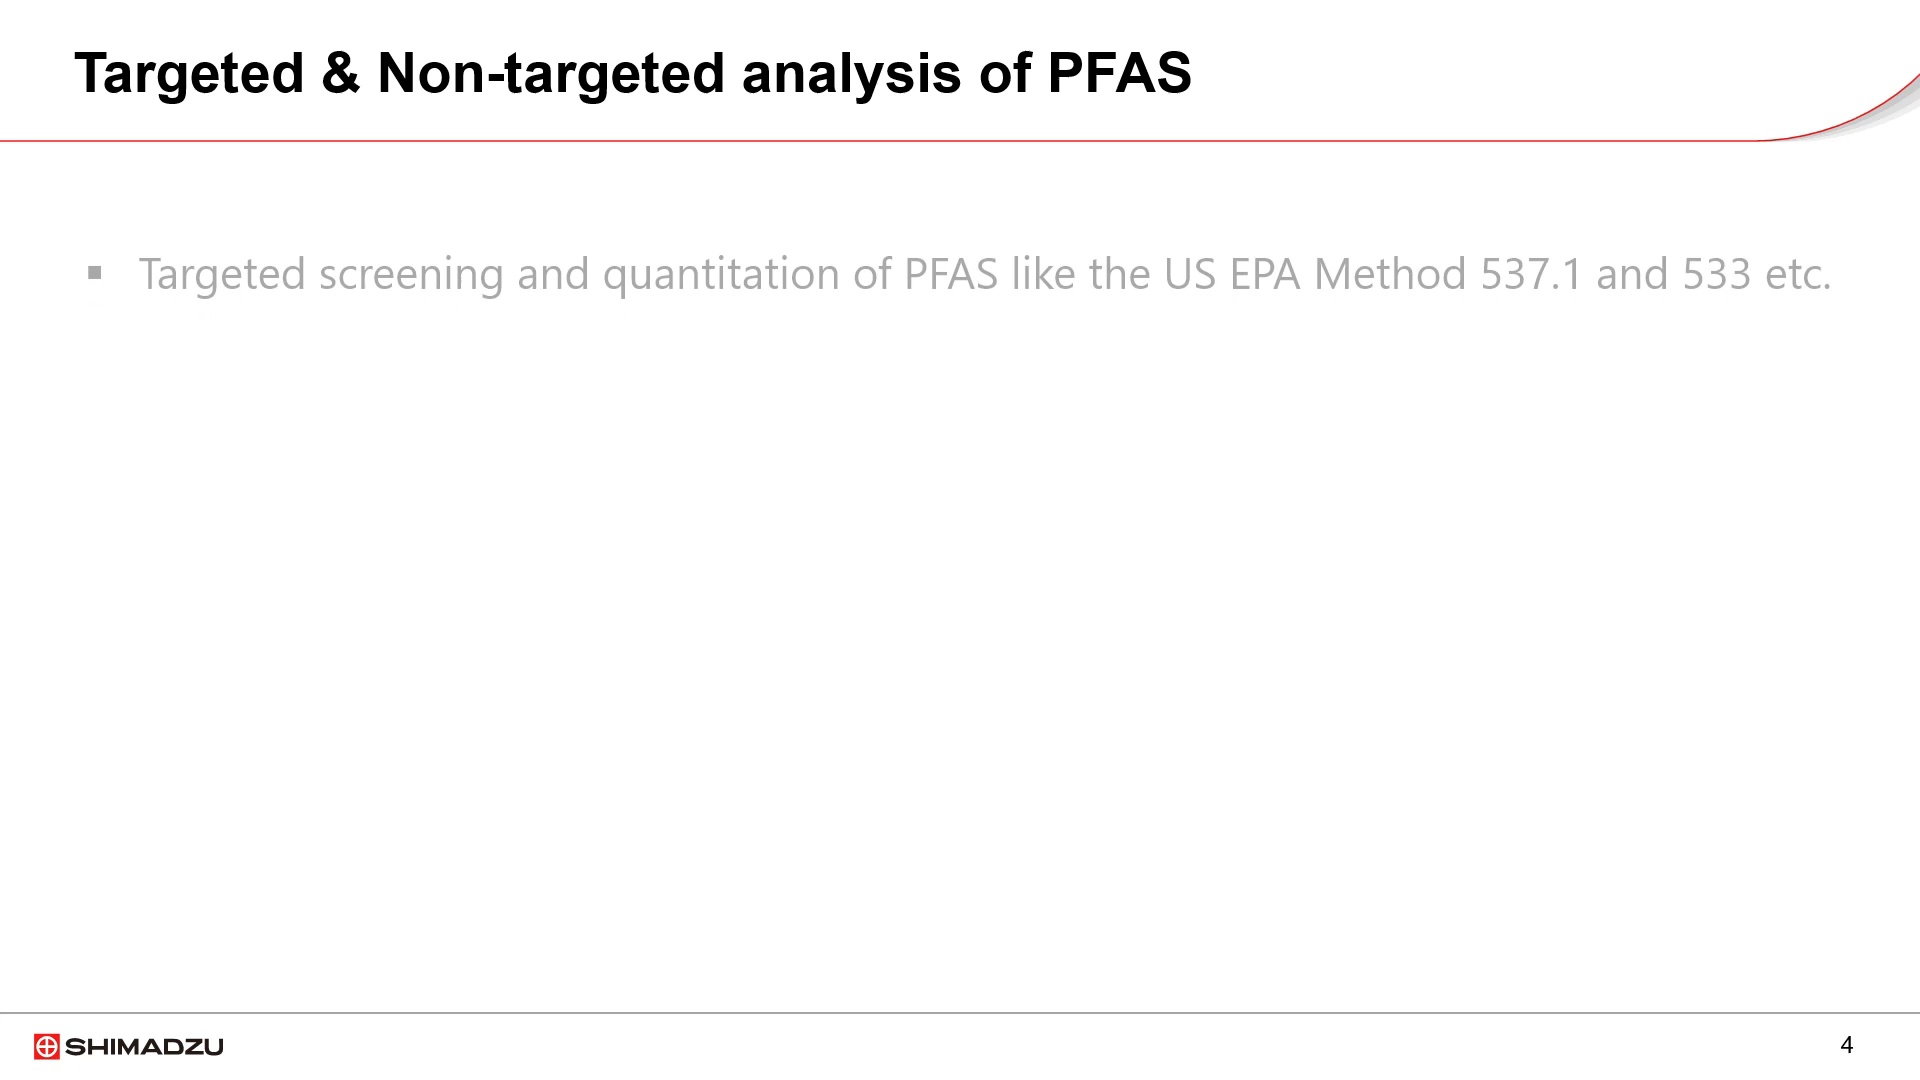 Targeted & Non-targeted analysis of PFAS
▪ Targeted screening and quantitation of PFAS like the US EPA Method 537.1 and 533 etc.
SHIMADZU
4